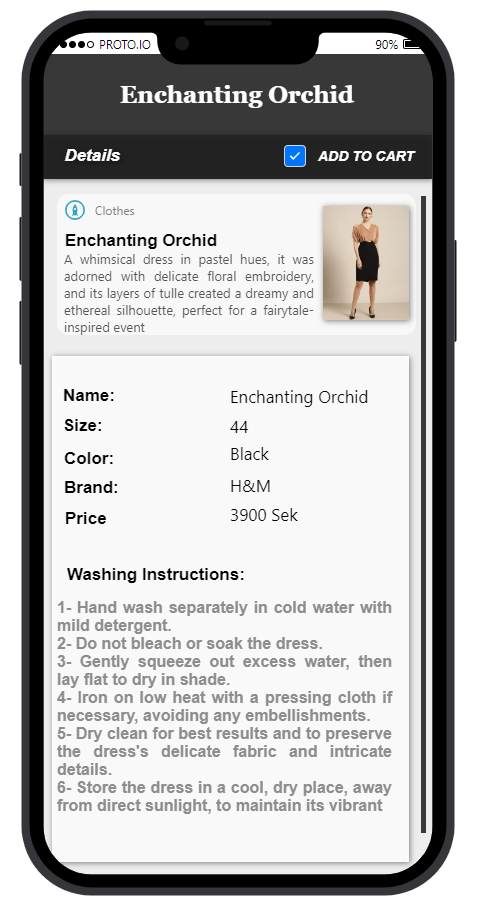 PROTO.IO 90%
Enchanting Orchid
Details ADD TO CART
Clothes
Enchanting Orchid
A whimsical dress in pastel hues, it was
adorned with delicate floral embroidery,
and its layers of tulle created a dreamy and
ethereal silhouette, perfect for a fairytale-
inspired event
Name: Enchanting Orchid
Size: 44
Color: Black
Brand: H&M
Price 3900 Sek
Washing Instructions:
1- Hand wash separately in cold water with
mild detergent.
2- Do not bleach or soak the dress.
3- Gently squeeze out excess water, then
lay flat to dry in shade.
4- Iron on low heat with a pressing cloth if
necessary, avoiding any embellishments.
5- Dry clean for best results and to preserve
the dress's delicate fabric and intricate
details.
6- Store the dress in a cool, dry place, away
from direct sunlight, to maintain its vibrant